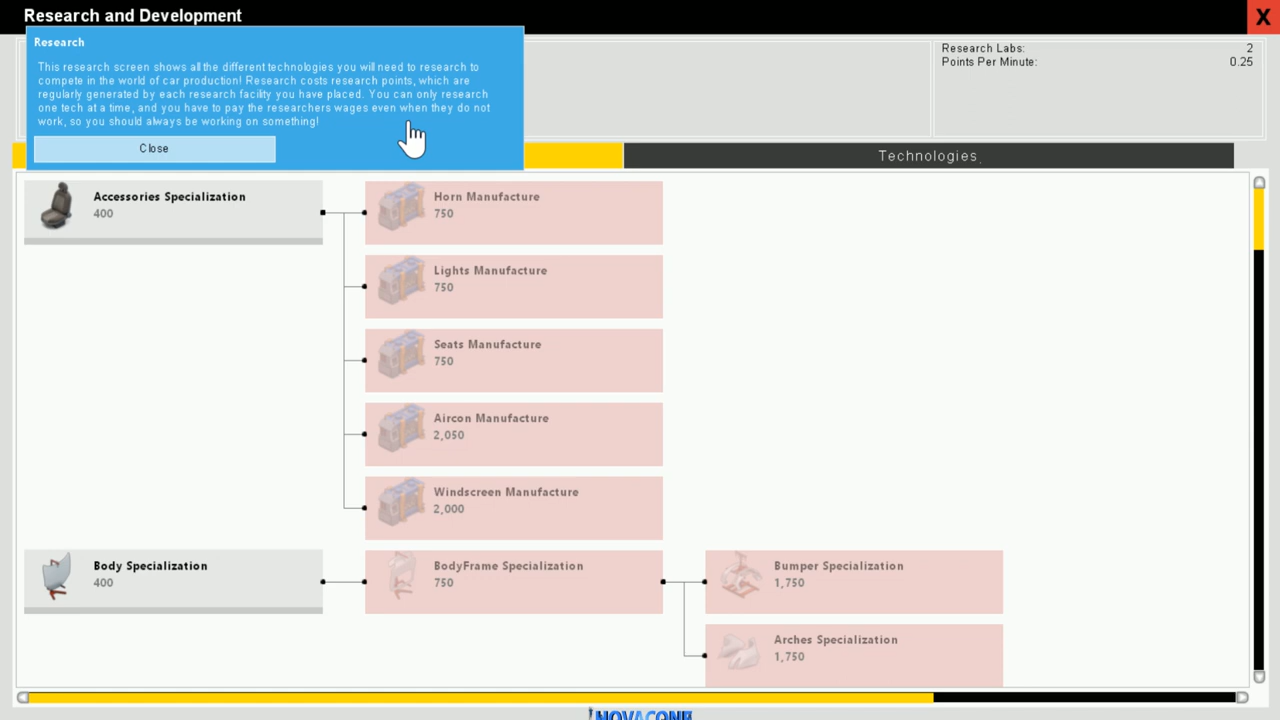 Research and Development
X
Research
This research screen shows all the different technologies you will need to research to
compete in the world of car production! Research costs research points, which are
regularly generated by each research facility you have placed. You can only research
one tech at a time, and you have to pay the researchers wages even when they do not
work, so you should always be working on something!
Close
Research Labs: 2
Points Per Minute: 0.25
Technologies
Accessories Specialization
400
Horn Manufacture
750
Lights Manufacture
750
Seats Manufacture
750
Aircon Manufacture
2,050
Windscreen Manufacture
2,000
Body Specialization
400
BodyFrame Specialization
750
Bumper Specialization
1,750
Arches Specialization
1,750